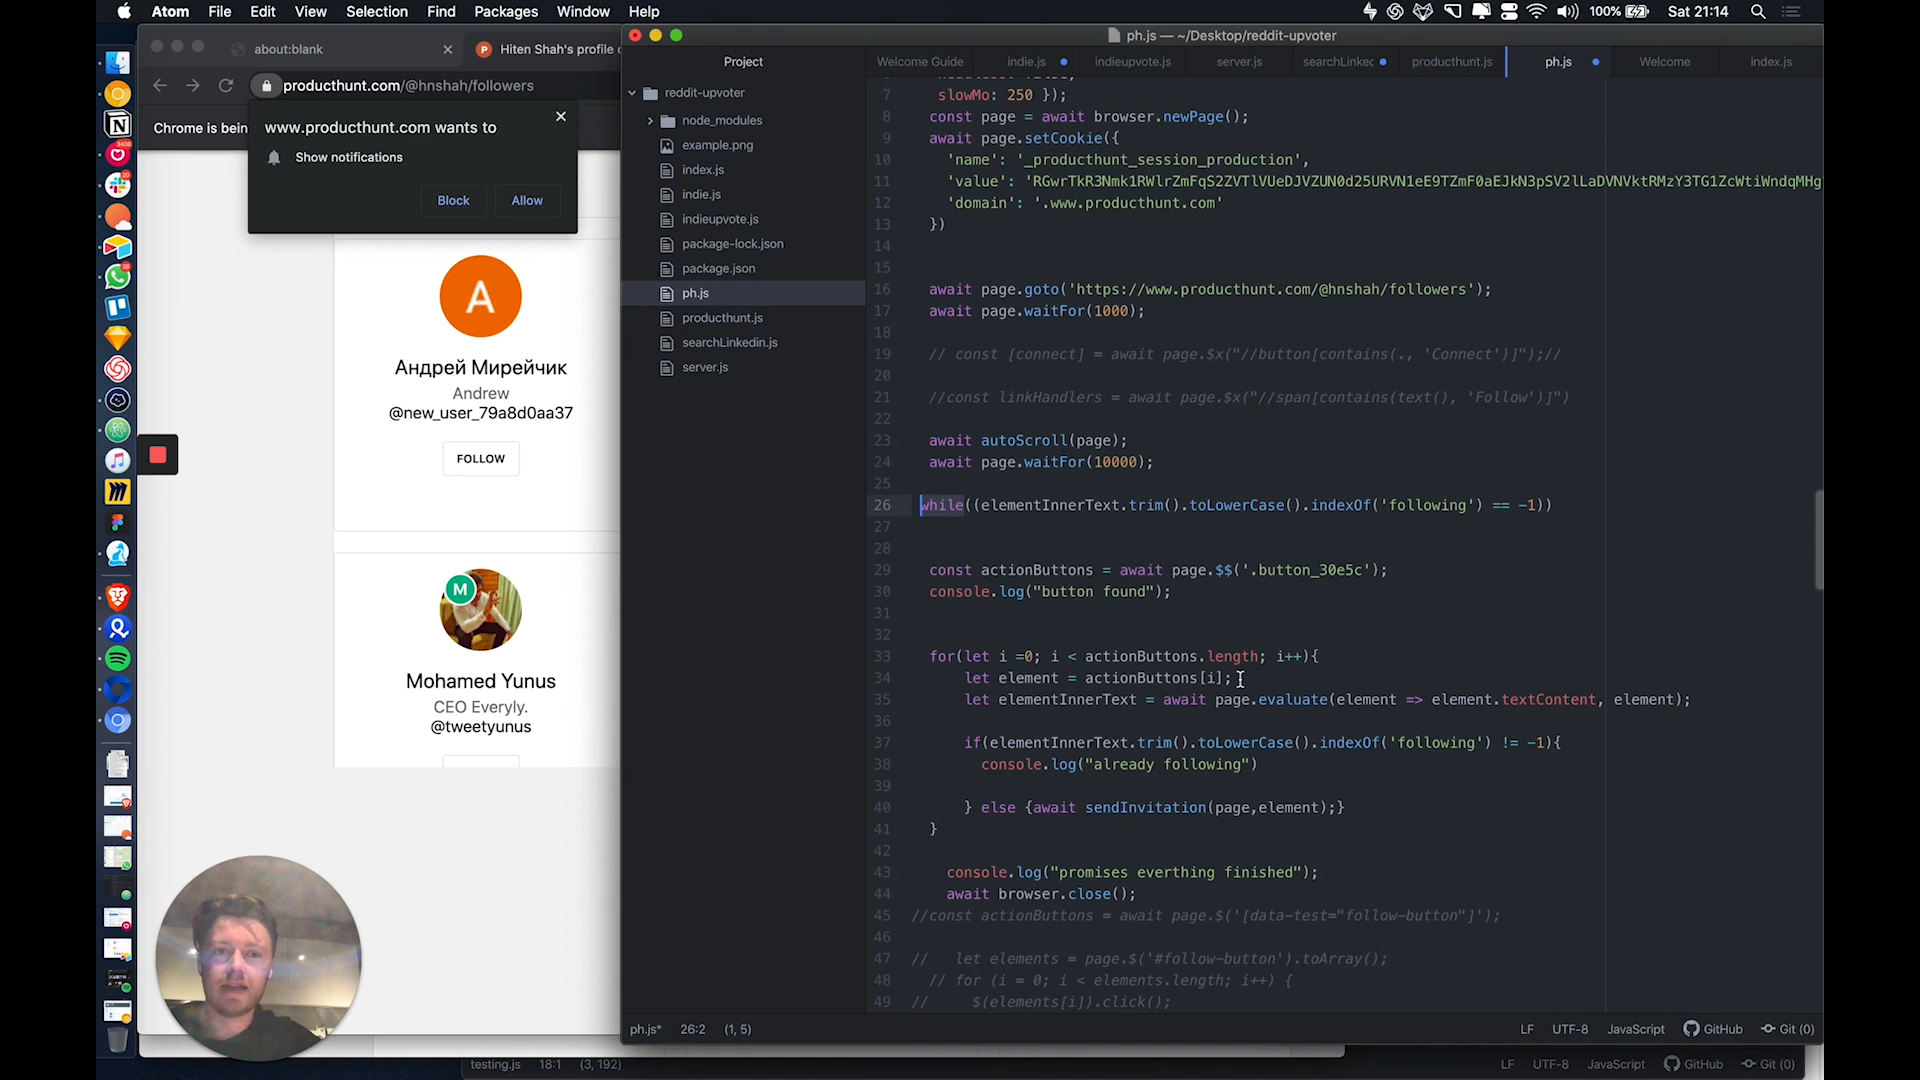 Atom File Edit View Selection Find Packages Window Help
100% Sat 21:14
about:blank
Hiten Shah's profile
producthunt.com/@hnshah/followers
Chrome is bein
www.producthunt.com wants to
Show notifications
Block Allow
A
Андрей Мирейчик
Andrew
@new_user_79a8d0aa37
FOLLOW
M
Mohamed Yunus
CEO Everyly.
@tweetyunus
ph.js — ~/Desktop/reddit-upvoter
Project
reddit-upvoter
node_modules
example.png
index.js
indie.js
indieupvote.js
package-lock.json
package.json
ph.js
producthunt.js
searchLinkedin.js
server.js
Welcome Guide indie.js indieupvote.js server.js searchLinkec producthunt.js ph.js Welcome index.js
7 slowMo: 250 });
8 const page = await browser.newPage();
9 await page.setCookie({
10 'name': '_producthunt_session_production',
11 'value':
12 'domain': '.www.producthunt.com'
13 })
14
15
16 await page.goto('https://www.producthunt.com/@hnshah/followers');
17 await page.waitFor(1000);
18
19 // const [connect] = await page.$x("//button[contains(., 'Connect')]");//
20
21 //const linkHandlers = await page.$x("//span[contains(text(), 'Follow')]")
22
23 await autoScroll(page);
24 await page.waitFor(10000);
25
26 while((elementInnerText.trim().toLowerCase().indexOf('following') == -1))
27
28
29 const actionButtons = await page.$$('.button_30e5c');
30 console.log("button found");
31
32
33 for(let i =0; i < actionButtons.length; i++){
34 let element = actionButtons[i];
35 let elementInnerText = await page.evaluate(element => element.textContent, element);
36
37 if(elementInnerText.trim().toLowerCase().indexOf('following') != -1){
38 console.log("already following")
39
40 } else {await sendInvitation(page,element);}
41 }
42
43 console.log("promises everthing finished");
44 await browser.close();
45 //const actionButtons = await page.$('[data-test="follow-button"]');
46
47 // let elements = page.$('#follow-button').toArray();
48 // for (i = 0; i < elements.length; i++) {
49 // $(elements[i]).click();
ph.js* 26:2 (1, 5) LF UTF-8 JavaScript GitHub Git (0)
testing.js 18:1 (3, 192) LF UTF-8 JavaScript GitHub Git (0)